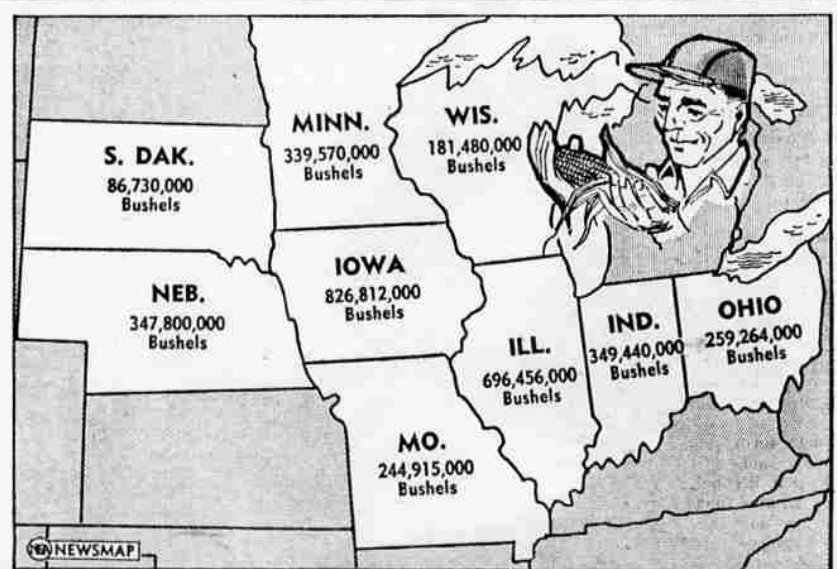 MINN.
339,570,000
Bushels
WIS.
181,480,000
Bushels
S. DAK.
86,730,000
Bushels
IOWA
826,812,000
Bushels
NEB.
347,800,000
Bushels
ILL.
696,456,000
Bushels
IND.
349,440,000
Bushels
OHIO
259,264,000
Bushels
MO.
244,915,000
Bushels
NEA NEWSMAP